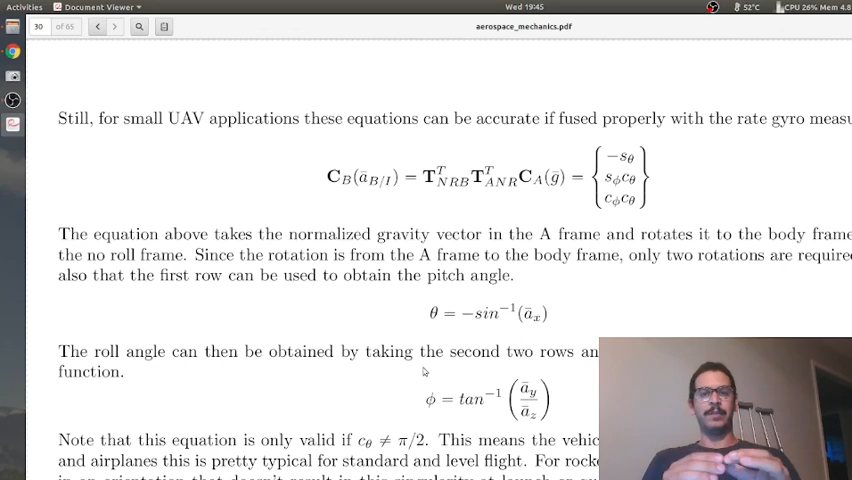 Activities Document Viewer Wed 19:45 52°C CPU 26% Mem 4.8
30 of 65 aerospace_mechanics.pdf
Still, for small UAV applications these equations can be accurate if fused properly with the rate gyro measu
C_B(ā_{B/I}) = T^T_{NRB} T^T_{ANR} C_A(ḡ) = { −s_θ
s_ϕc_θ
c_ϕc_θ }
The equation above takes the normalized gravity vector in the A frame and rotates it to the body frame
the no roll frame. Since the rotation is from the A frame to the body frame, only two rotations are require
also that the first row can be used to obtain the pitch angle.
θ = −sin⁻¹(ā_x)
The roll angle can then be obtained by taking the second two rows an
function.
ϕ = tan⁻¹ (ā_y / ā_z)
Note that this equation is only valid if c_θ ≠ π/2. This means the vehic
and airplanes this is pretty typical for standard and level flight. For rocke